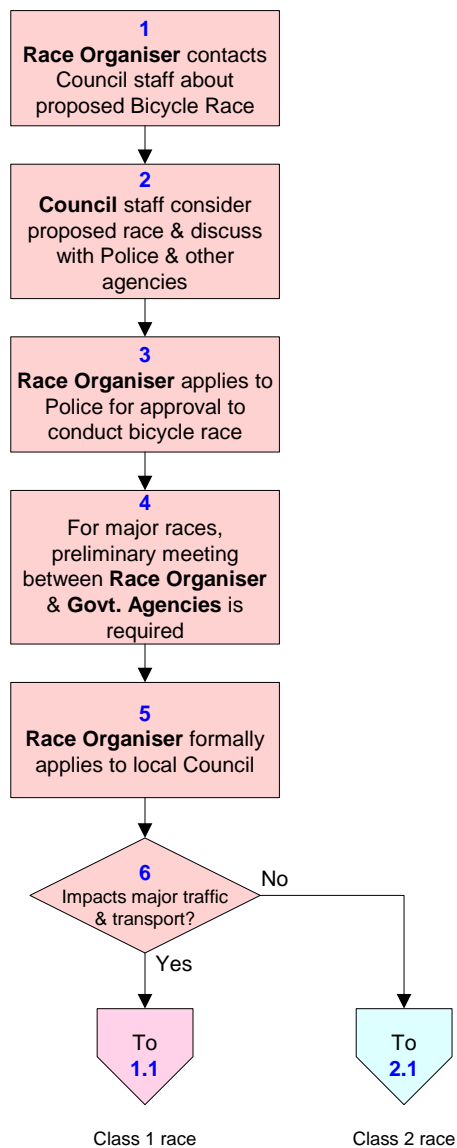 1
Race Organiser contacts
Council staff about
proposed Bicycle Race
2
Council staff consider
proposed race & discuss
with Police & other
agencies
3
Race Organiser applies to
Police for approval to
conduct bicycle race
4
For major races,
preliminary meeting
between Race Organiser
& Govt. Agencies is
required
5
Race Organiser formally
applies to local Council
6
Impacts major traffic
& transport?
No
Yes
To
1.1
To
2.1
Class 1 race
Class 2 race